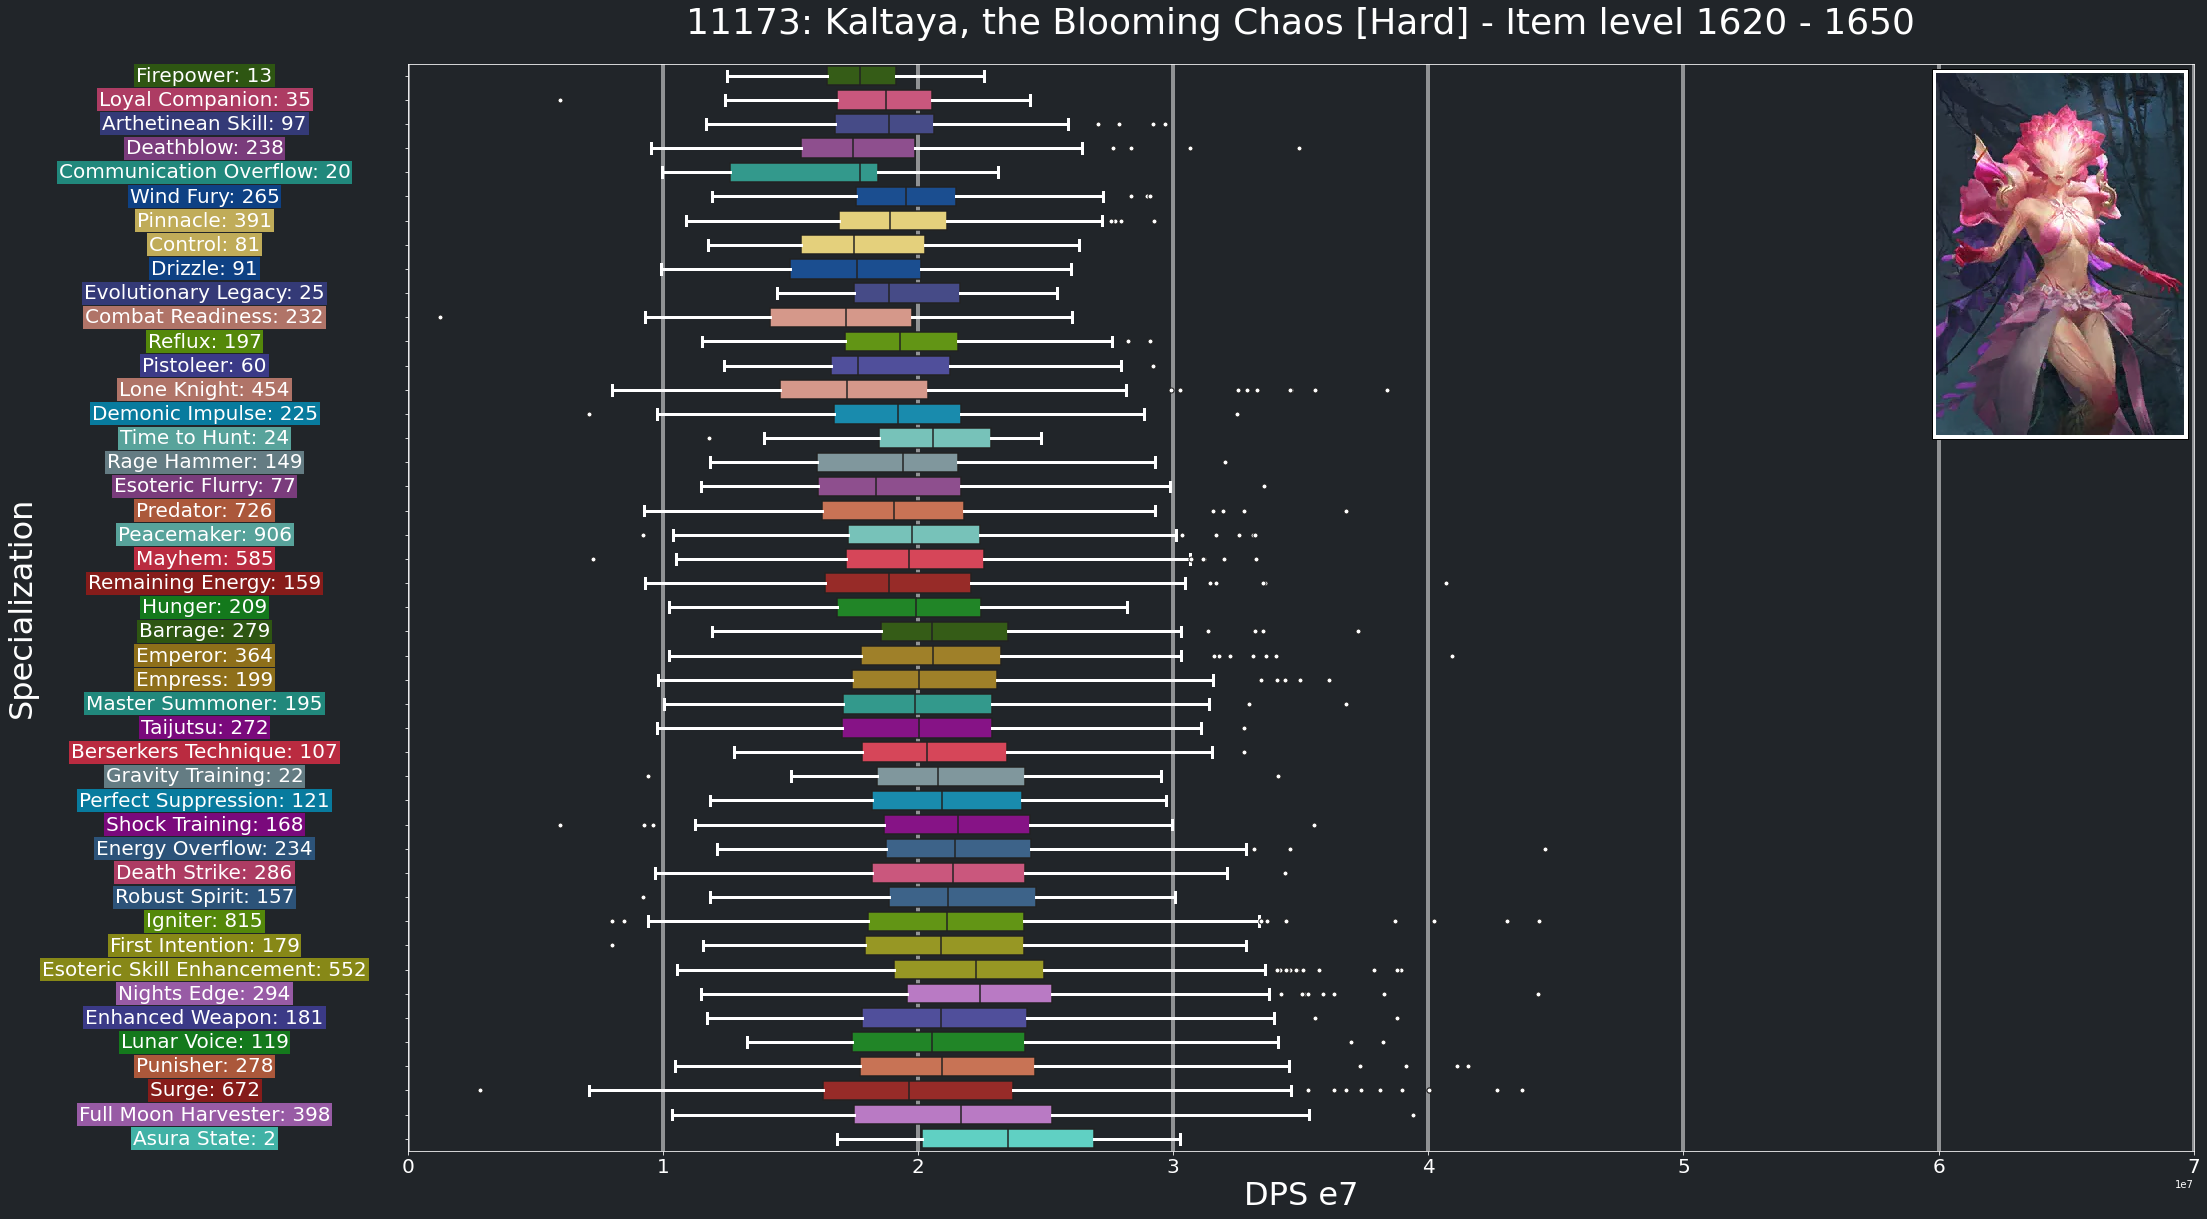 11173: Kaltaya, the Blooming Chaos [Hard] - Item level 1620 - 1650
Specialization
Firepower: 13
Loyal Companion: 35
Arthetinean Skill: 97
Deathblow: 238
Communication Overflow: 20
Wind Fury: 265
Pinnacle: 391
Control: 81
Drizzle: 91
Evolutionary Legacy: 25
Combat Readiness: 232
Reflux: 197
Pistoleer: 60
Lone Knight: 454
Demonic Impulse: 225
Time to Hunt: 24
Rage Hammer: 149
Esoteric Flurry: 77
Predator: 726
Peacemaker: 906
Mayhem: 585
Remaining Energy: 159
Hunger: 209
Barrage: 279
Emperor: 364
Empress: 199
Master Summoner: 195
Taijutsu: 272
Berserkers Technique: 107
Gravity Training: 22
Perfect Suppression: 121
Shock Training: 168
Energy Overflow: 234
Death Strike: 286
Robust Spirit: 157
Igniter: 815
First Intention: 179
Esoteric Skill Enhancement: 552
Nights Edge: 294
Enhanced Weapon: 181
Lunar Voice: 119
Punisher: 278
Surge: 672
Full Moon Harvester: 398
Asura State: 2
0 1 2 3 4 5 6 7
1e7
DPS e7